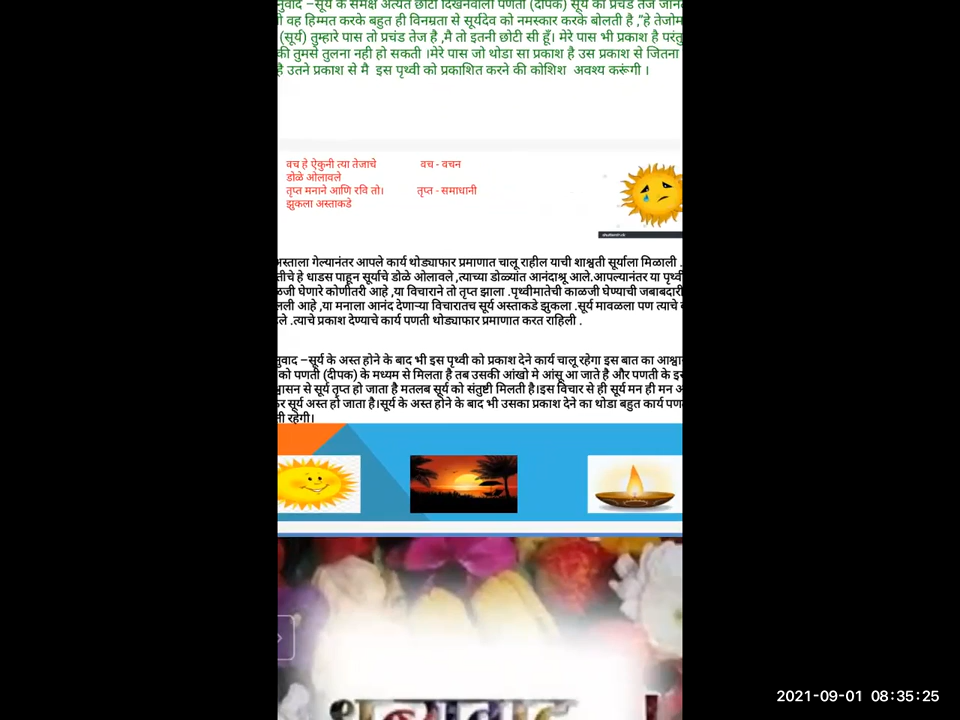 नुवाद –सूर्य के समक्ष अत्यंत छोटी दिखनेवाली पणती (दीपक) सूर्य का प्रचंड तेज जानत
ो वह हिम्मत करके बहुत ही विनम्रता से सूर्यदेव को नमस्कार करके बोलती है ,"हे तेजोम
(सूर्य) तुम्हारे पास तो प्रचंड तेज है ,मै तो इतनी छोटी सी हूँ। मेरे पास भी प्रकाश है परंतु
की तुमसे तुलना नही हो सकती ।मेरे पास जो थोडा सा प्रकाश है उस प्रकाश से जितना
है उतने प्रकाश से मै इस पृथ्वी को प्रकाशित करने की कोशिश अवश्य करूंगी ।
वच हे ऐकुनी त्या तेजाचे वच - वचन
डोळे ओलावले
तृप्त मनाने आणि रवि तो। तृप्त - समाधानी
झुकला अस्ताकडे
अस्ताला गेल्यानंतर आपले कार्य थोड्याफार प्रमाणात चालू राहील याची शाश्वती सूर्याला मिळाली .
तीचे हे धाडस पाहून सूर्याचे डोळे ओलावले ,त्याच्या डोळ्यांत आनंदाश्रू आले.आपल्यानंतर या पृथ्वी
ळजी घेणारे कोणीतरी आहे ,या विचाराने तो तृप्त झाला .पृथ्वीमातेची काळजी घेण्याची जबाबदारी
लली आहे ,या मनाला आनंद देणाऱ्या विचारातच सूर्य अस्ताकडे झुकला .सूर्य मावळला पण त्याचे
ले .त्याचे प्रकाश देण्याचे कार्य पणती थोड्याफार प्रमाणात करत राहिली .
नुवाद –सूर्य के अस्त होने के बाद भी इस पृथ्वी को प्रकाश देने कार्य चालू रहेगा इस बात का आश्वा
को पणती (दीपक) के मध्यम से मिलता है तब उसकी आंखो मे आंसू आ जाते है और पणती के इ
श्वासन से सूर्य तृप्त हो जाता है मतलब सूर्य को संतुष्टी मिलती है।इस विचार से ही सूर्य मन ही मन
र सूर्य अस्त हो जाता है।सूर्य के अस्त होने के बाद भी उसका प्रकाश देने का थोडा बहुत कार्य पण
ी रहेगी।
धन्यवाद !
2021-09-01 08:35:25